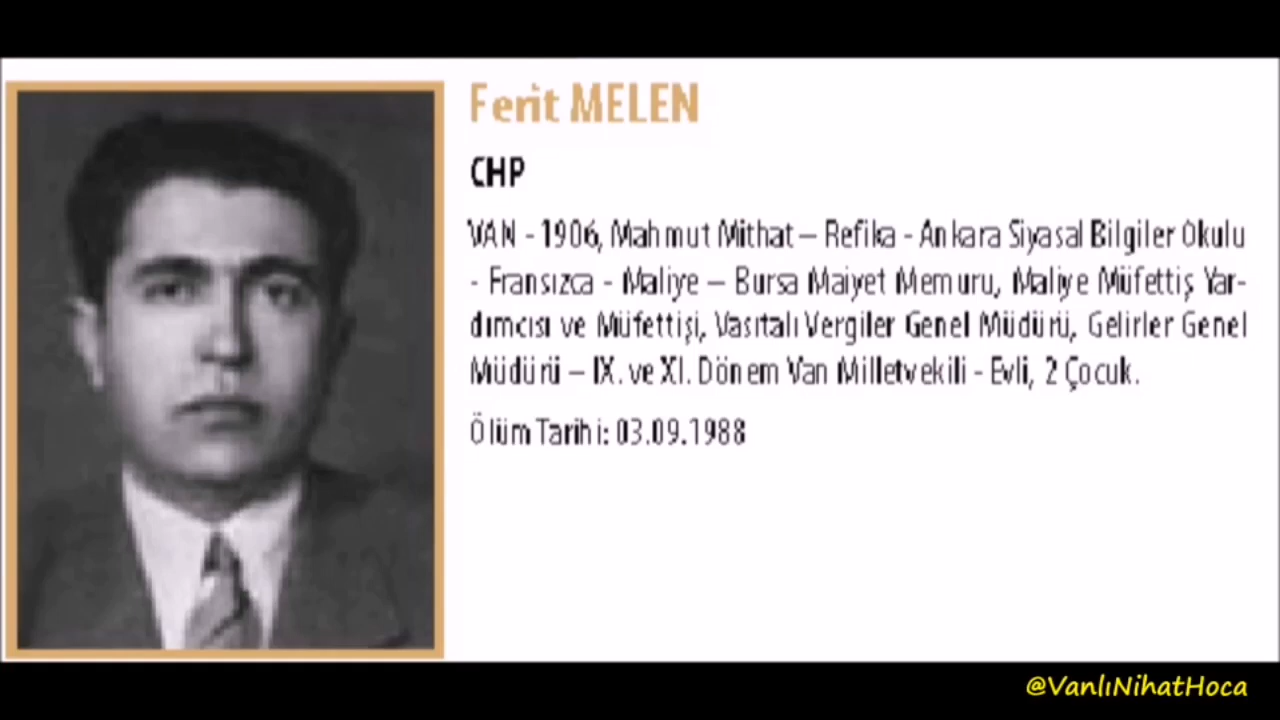 Ferit MELEN
CHP
VAN - 1906, Mahmut Mithat – Refika - Ankara Siyasal Bilgiler Okulu
- Fransızca - Maliye – Bursa Maiyet Memuru, Maliye Müfettiş Yar-
dımcısı ve Müfettişi, Vasıtalı Vergiler Genel Müdürü, Gelirler Genel
Müdürü – IX. ve XI. Dönem Van Milletvekili - Evli, 2 Çocuk.
Ölüm Tarihi: 03.09.1988
@VanlıNihatHoca